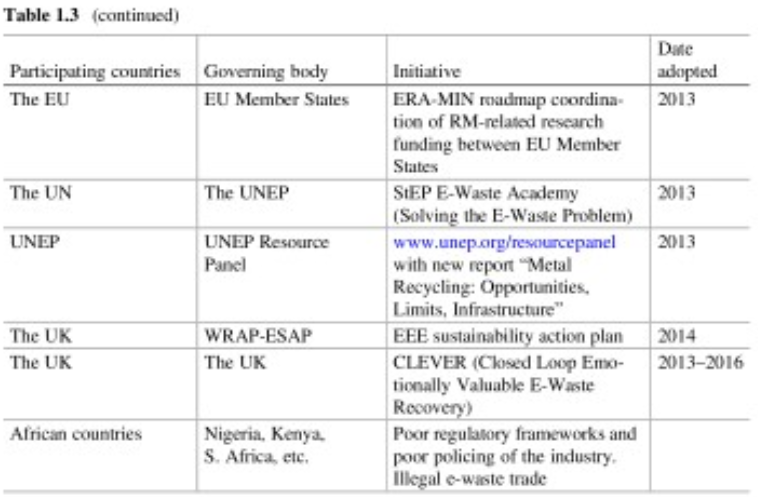 Table 1.3 (continued)
Participating countries Governing body Initiative Date adopted
The EU EU Member States ERA-MIN roadmap coordina-
tion of RM-related research
funding between EU Member
States 2013
The UN The UNEP StEP E-Waste Academy
(Solving the E-Waste Problem) 2013
UNEP UNEP Resource
Panel www.unep.org/resourcepanel
with new report “Metal
Recycling: Opportunities,
Limits, Infrastructure” 2013
The UK WRAP-ESAP EEE sustainability action plan 2014
The UK The UK CLEVER (Closed Loop Emo-
tionally Valuable E-Waste
Recovery) 2013–2016
African countries Nigeria, Kenya,
S. Africa, etc. Poor regulatory frameworks and
poor policing of the industry.
Illegal e-waste trade